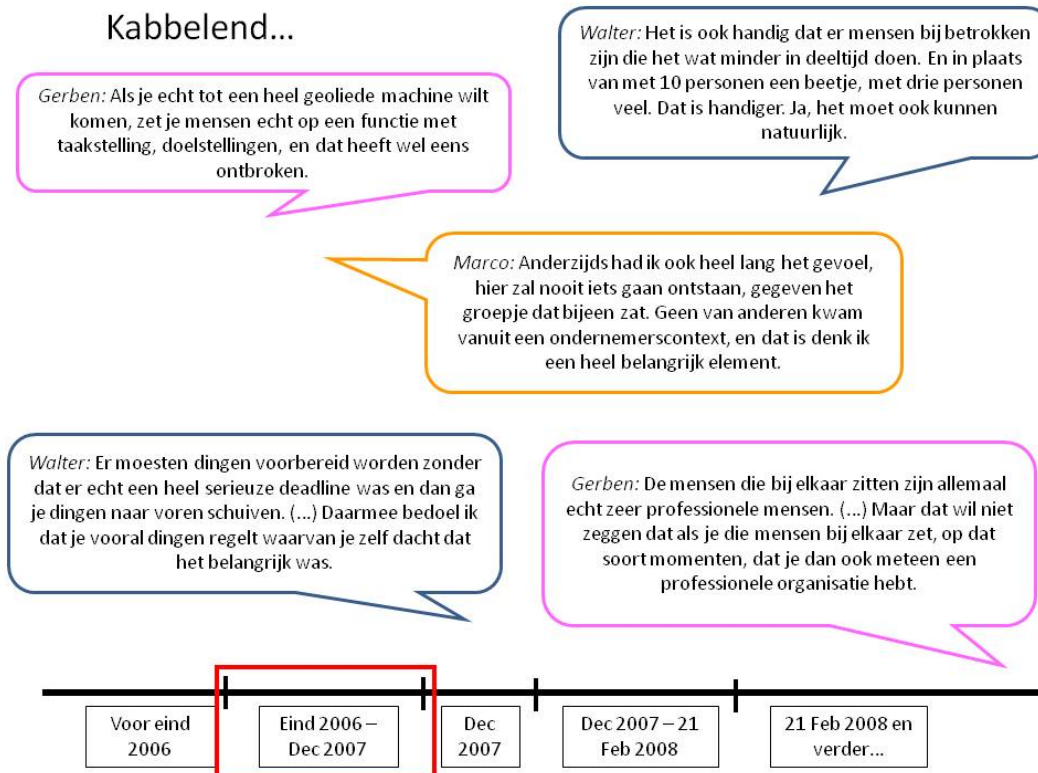 Kabbelend...
Walter: Het is ook handig dat er mensen bij betrokken
zijn die het wat minder in deeltijd doen. En in plaats
van met 10 personen een beetje, met drie personen
veel. Dat is handiger. Ja, het moet ook kunnen
natuurlijk.
Gerben: Als je echt tot een heel geoliede machine wilt
komen, zet je mensen echt op een functie met
taakstelling, doelstellingen, en dat heeft wel eens
ontbroken.
Marco: Anderzijds had ik ook heel lang het gevoel,
hier zal nooit iets gaan ontstaan, gegeven het
groepje dat bijeen zat. Geen van anderen kwam
vanuit een ondernemerscontext, en dat is denk ik
een heel belangrijk element.
Walter: Er moesten dingen voorbereid worden zonder
dat er echt een heel serieuze deadline was en dan ga
je dingen naar voren schuiven. (...) Daarmee bedoel ik
dat je vooral dingen regelt waarvan je zelf dacht dat
het belangrijk was.
Gerben: De mensen die bij elkaar zitten zijn allemaal
echt zeer professionele mensen. (...) Maar dat wil niet
zeggen dat als je die mensen bij elkaar zet, op dat
soort momenten, dat je dan ook meteen een
professionele organisatie hebt.
Voor eind
2006
Eind 2006 –
Dec 2007
Dec
2007
Dec 2007 – 21
Feb 2008
21 Feb 2008 en
verder...